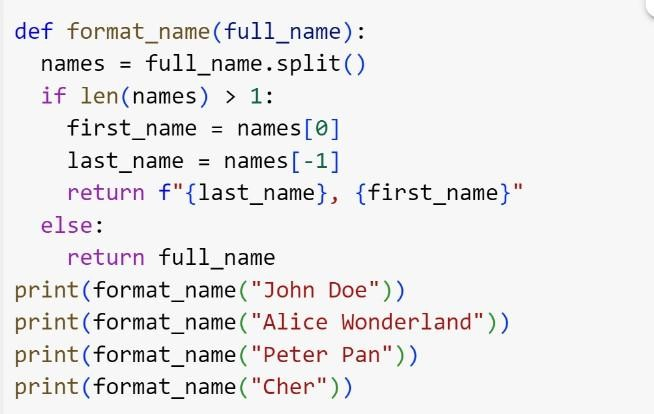 def format_name(full_name):
  names = full_name.split()
  if len(names) > 1:
    first_name = names[0]
    last_name = names[-1]
    return f"{last_name}, {first_name}"
  else:
    return full_name
print(format_name("John Doe"))
print(format_name("Alice Wonderland"))
print(format_name("Peter Pan"))
print(format_name("Cher"))